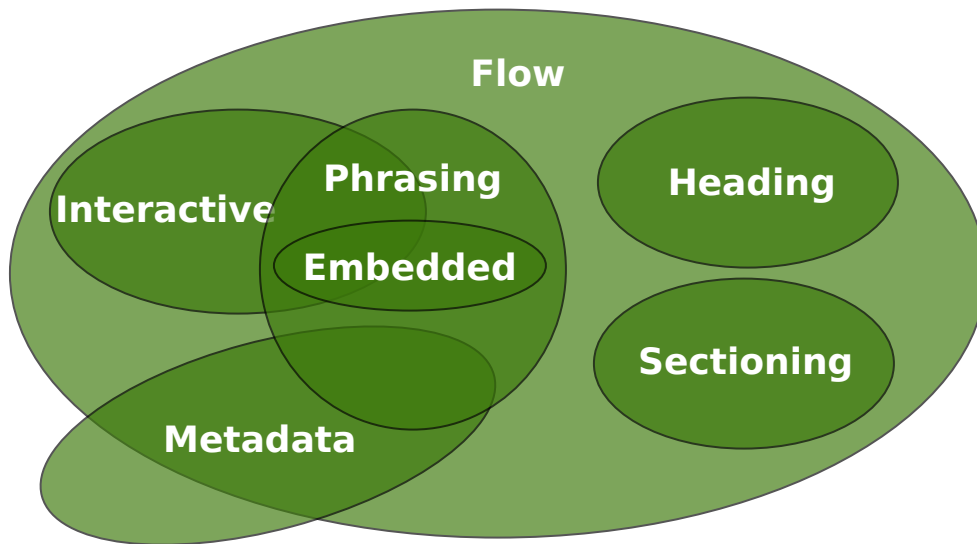 Flow
Phrasing
Heading
Interactive
Embedded
Sectioning
Metadata